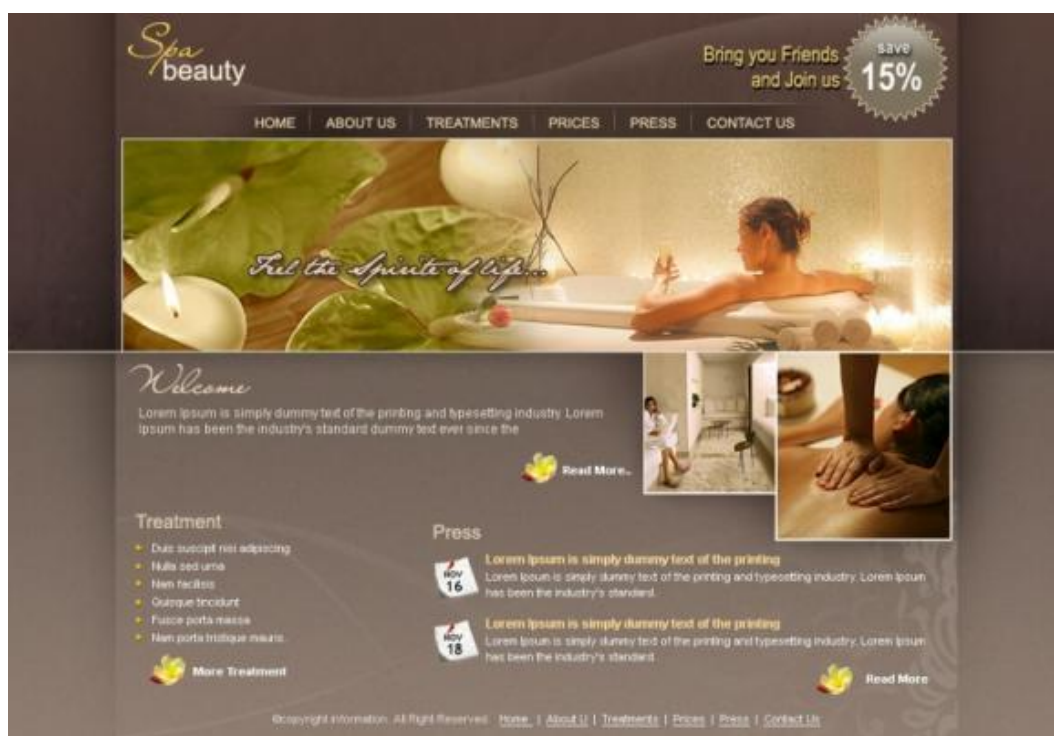 Spa
beauty
Bring you Friends
and Join us
save
15%
HOME ABOUT US TREATMENTS PRICES PRESS CONTACT US
Feel the Spirite of life...
Welcome
Lorem Ipsum is simply dummy text of the printing and typesetting industry. Lorem
Ipsum has been the industry's standard dummy text ever since the
Read More..
Treatment
Duis suscipit nisi adipiscing
Nulla sed urna
Nam facilisis
Quisque tincidunt
Fusce porta massa
Nam porta tristique mauris.
More Treatment
Press
NOV
16
Lorem Ipsum is simply dummy text of the printing
Lorem Ipsum is simply dummy text of the printing and typesetting industry. Lorem Ipsum
has been the industry's standard.
NOV
18
Lorem Ipsum is simply dummy text of the printing
Lorem Ipsum is simply dummy text of the printing and typesetting industry. Lorem Ipsum
has been the industry's standard.
Read More
©copyright information. All Right Reserved. Home | About U | Treatments | Prices | Press | Contact Us